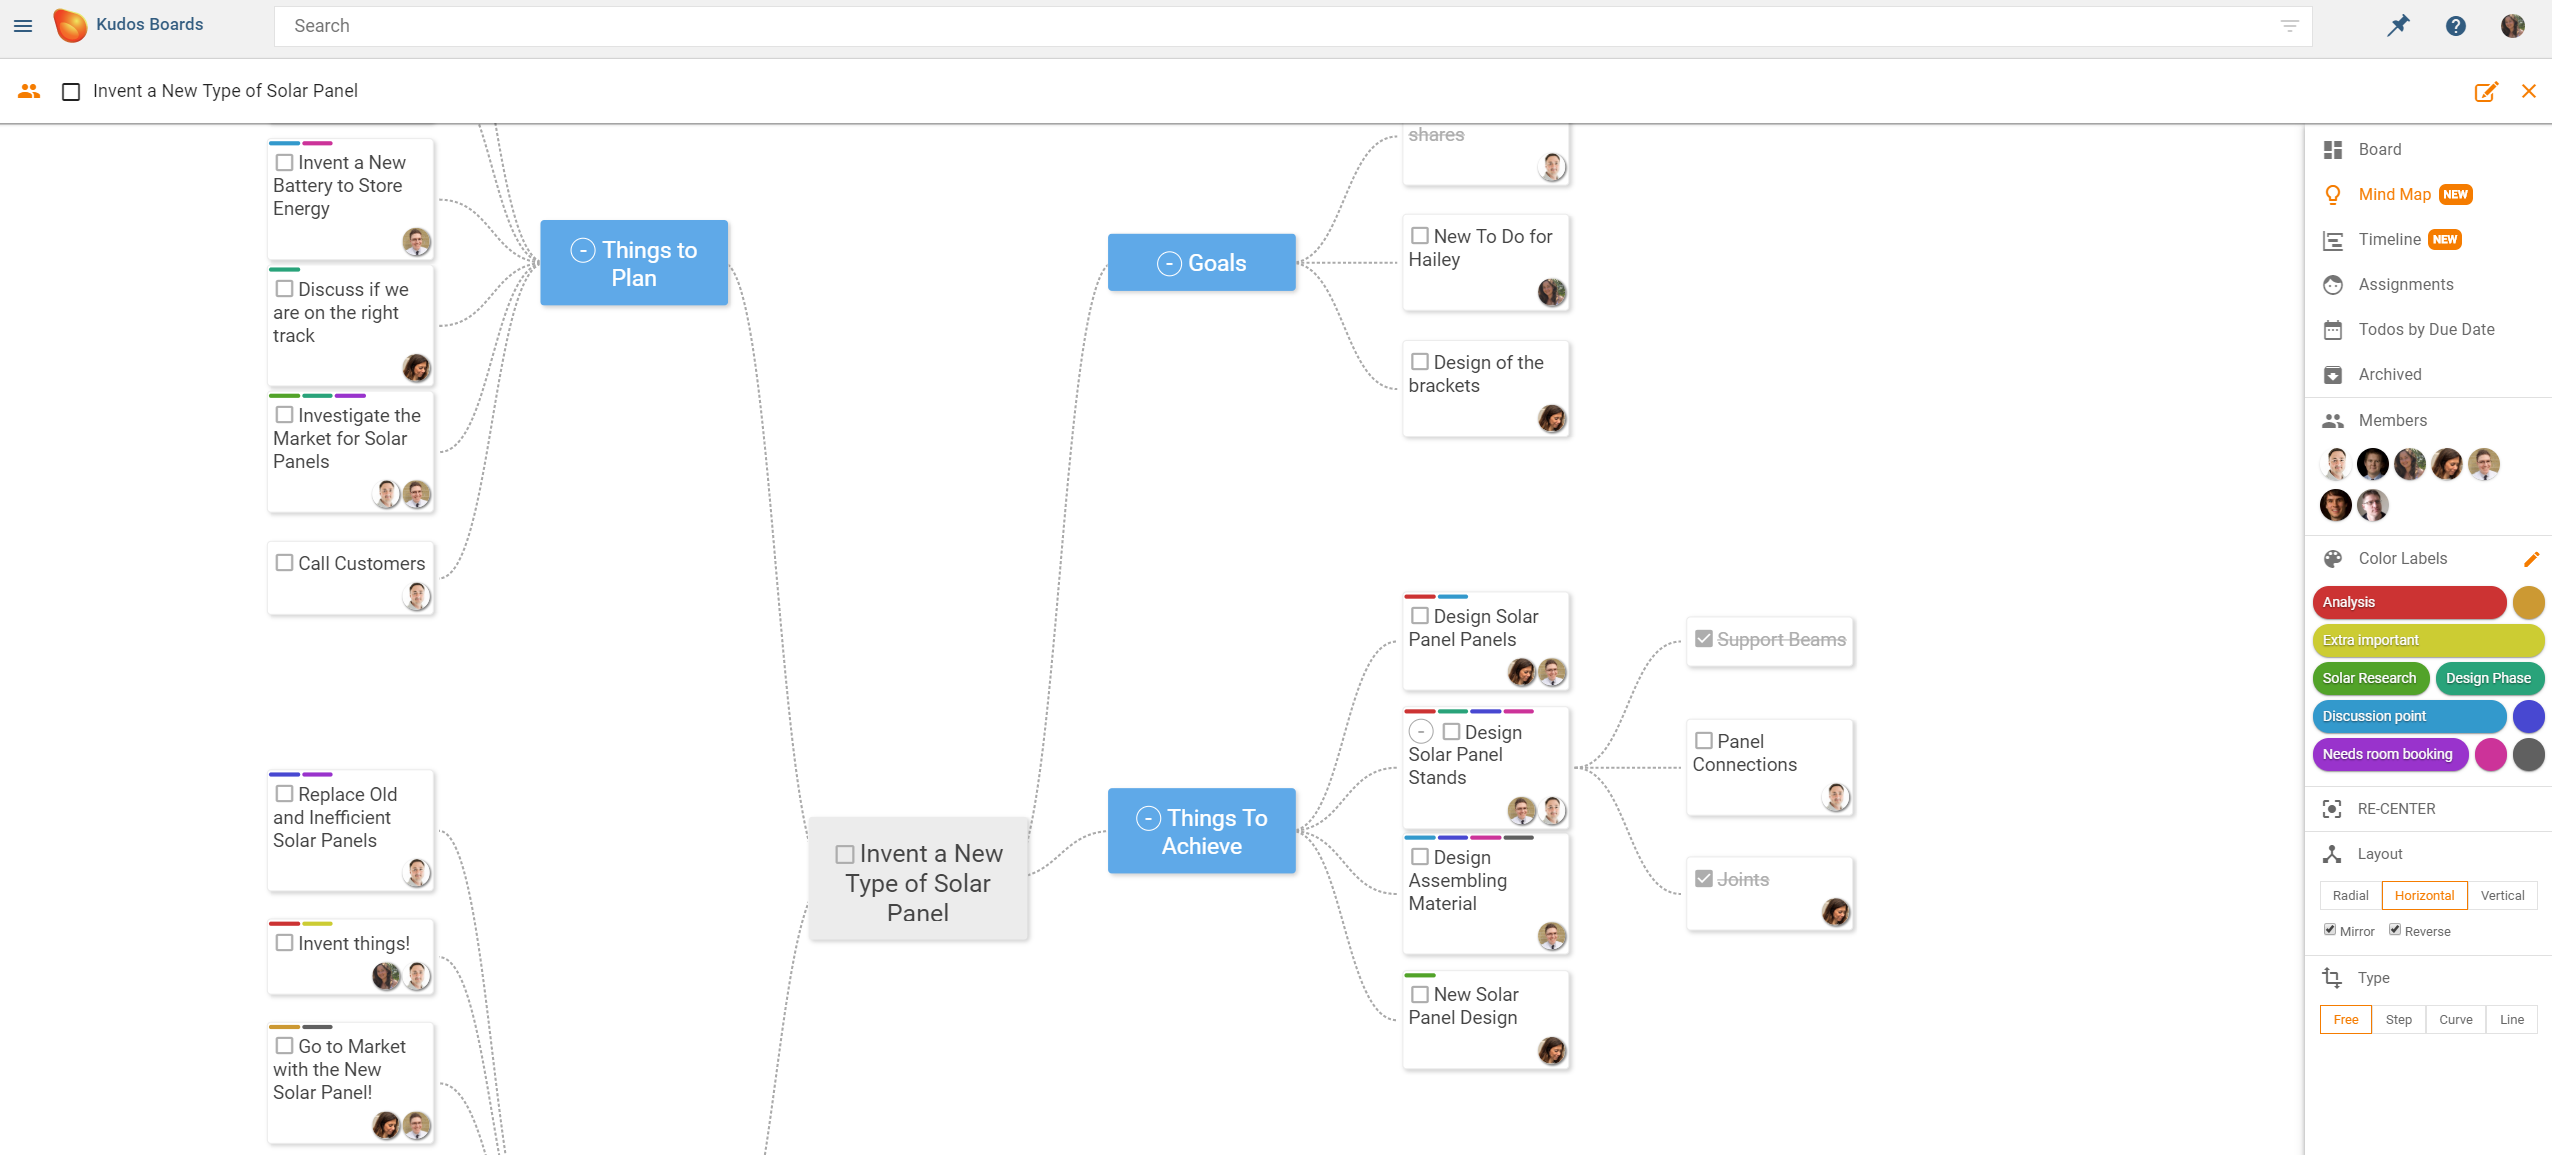 Kudos Boards
Search
Invent a New Type of Solar Panel
Invent a New
Battery to Store
Energy
Discuss if we
are on the right
track
Investigate the
Market for Solar
Panels
Call Customers
- Things to
Plan
Replace Old
and Inefficient
Solar Panels
Invent things!
Go to Market
with the New
Solar Panel!
Invent a New
Type of Solar
Panel
- Goals
shares
New To Do for
Hailey
Design of the
brackets
- Things To
Achieve
Design Solar
Panel Panels
- Design
Solar Panel
Stands
Design
Assembling
Material
New Solar
Panel Design
Support Beams
Panel
Connections
Joints
Board
Mind Map NEW
Timeline NEW
Assignments
Todos by Due Date
Archived
Members
Color Labels
Analysis
Extra important
Solar Research Design Phase
Discussion point
Needs room booking
RE-CENTER
Layout
Radial Horizontal Vertical
Mirror Reverse
Type
Free Step Curve Line